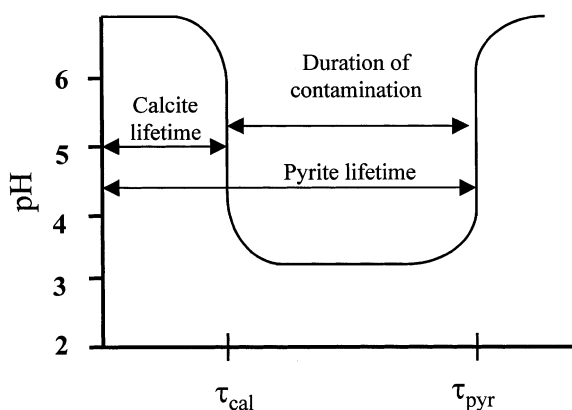 6
Duration of
contamination
Calcite
lifetime
5
Pyrite lifetime
pH
4
3
2
τcal
τpyr